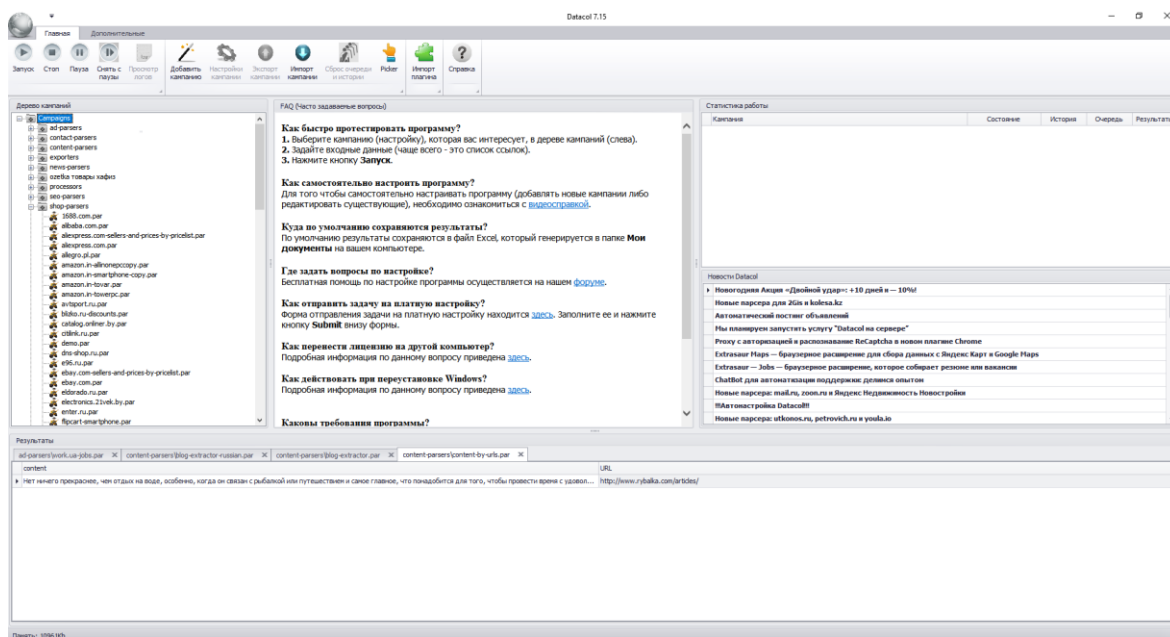 Datacol 7.15
Главная Дополнительные
Запуск Стоп Пауза Снять с паузы Просмотр логов Добавить кампанию Настройки кампании Экспорт кампании Импорт кампании Сброс очереди и истории Picker Импорт плагина Справка
Дерево кампаний
Campaigns
ad-parsers
contact-parsers
content-parsers
exporters
news-parsers
ozetka товары хафиз
processors
seo-parsers
shop-parsers
1688.com.par
alibaba.com.par
aliexpress.com-sellers-and-prices-by-pricelist.par
aliexpress.com.par
allegro.pl.par
amazon.in-allinonepccopy.par
amazon.in-smartphone-copy.par
amazon.in-tovar.par
amazon.in-towerpc.par
avtsport.ru.par
blizko.ru-discounts.par
catalog.onliner.by.par
citilink.ru.par
demo.par
dns-shop.ru.par
e96.ru.par
ebay.com-sellers-and-prices-by-pricelist.par
ebay.com.par
eldorado.ru.par
electronics.21vek.by.par
enter.ru.par
flipcart-smartphone.par
FAQ (Часто задаваемые вопросы)
Как быстро протестировать программу?
1. Выберите кампанию (настройку), которая вас интересует, в дереве кампаний (слева).
2. Задайте входные данные (чаще всего - это список ссылок).
3. Нажмите кнопку Запуск.
Как самостоятельно настроить программу?
Для того чтобы самостоятельно настраивать программу (добавлять новые кампании либо
редактировать существующие), необходимо ознакомиться с видеосправкой.
Куда по умолчанию сохраняются результаты?
По умолчанию результаты сохраняются в файл Excel, который генерируется в папке Мои
документы на вашем компьютере.
Где задать вопросы по настройке?
Бесплатная помощь по настройке программы осуществляется на нашем форуме.
Как отправить задачу на платную настройку?
Форма отправления задачи на платную настройку находится здесь. Заполните ее и нажмите
кнопку Submit внизу формы.
Как перенести лицензию на другой компьютер?
Подробная информация по данному вопросу приведена здесь.
Как действовать при переустановке Windows?
Подробная информация по данному вопросу приведена здесь.
Каковы требования программы?
Статистика работы
Кампания Состояние История Очередь Результаты
Новости Datacol
Новогодняя Акция «Двойной удар»: +10 дней и — 10%!
Новые парсера для 2Gis и kolesa.kz
Автоматический постинг объявлений
Мы планируем запустить услугу "Datacol на сервере"
Proxy с авторизацией и распознавание ReCaptcha в новом плагине Chrome
Extrasaur Maps — браузерное расширение для сбора данных с Яндекс Карт и Google Maps
Extrasaur — Jobs — браузерное расширение, которое собирает резюме или вакансии
ChatBot для автоматизации поддержки: делимся опытом
Новые парсера: mail.ru, zoon.ru и Яндекс Недвижимость Новостройки
!!!Автонастройка Datacol!!!
Новые парсера: utkonos.ru, petrovich.ru и youla.io
Результаты
ad-parsers\work.ua-jobs.par content-parsers\blog-extractor-russian.par content-parsers\blog-extractor.par content-parsers\content-by-urls.par
content URL
Нет ничего прекраснее, чем отдых на воде, особенно, когда он связан с рыбалкой или путешествием и самое главное, что понадобится для того, чтобы провести время с удовол... http://www.rybalka.com/articles/